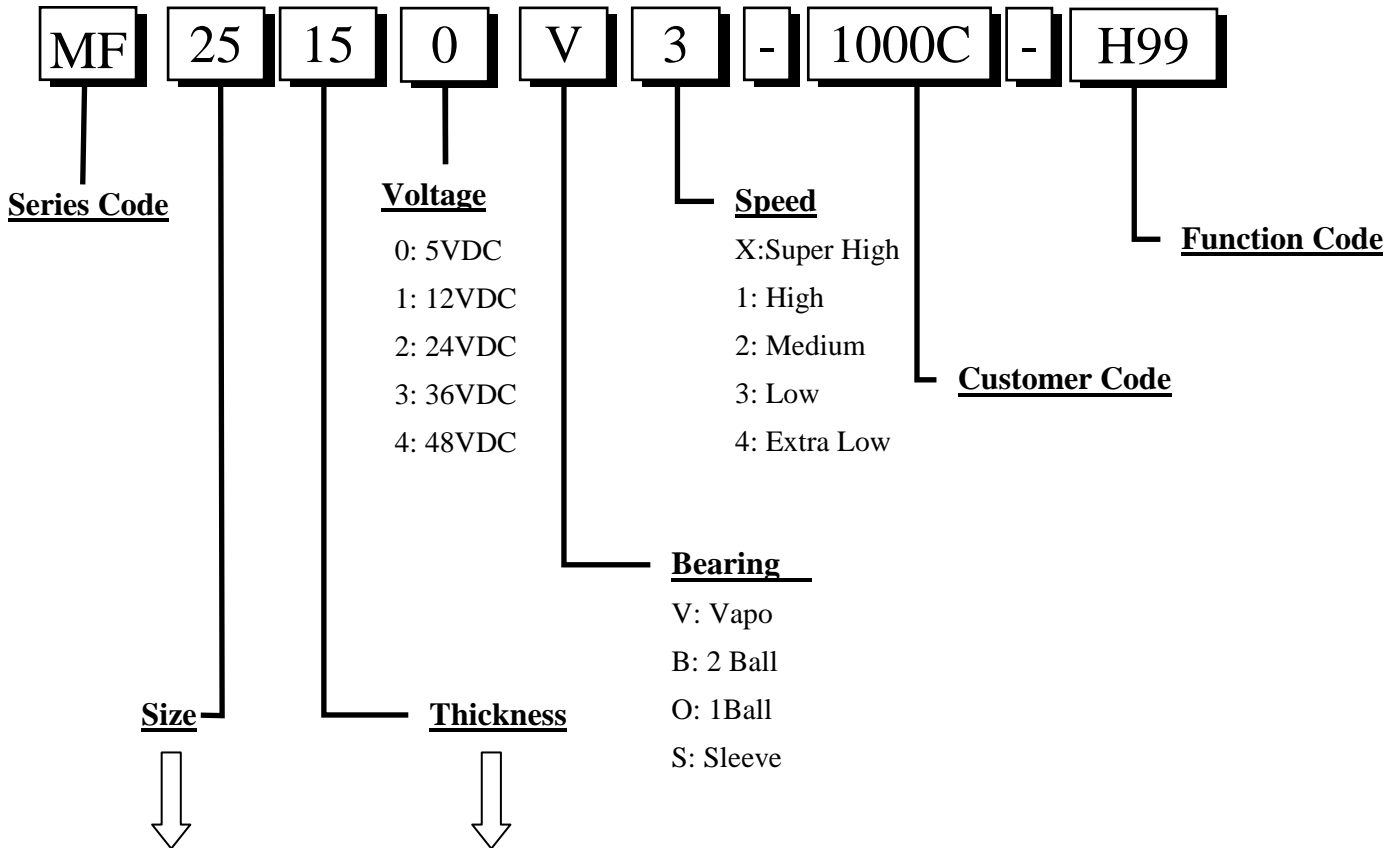 MF 25 15 0 V 3 - 1000C - H99
Series Code
Voltage
0: 5VDC
1: 12VDC
2: 24VDC
3: 36VDC
4: 48VDC
Speed
X:Super High
1: High
2: Medium
3: Low
4: Extra Low
Function Code
Customer Code
Bearing
V: Vapo
B: 2 Ball
O: 1Ball
S: Sleeve
Size
Thickness